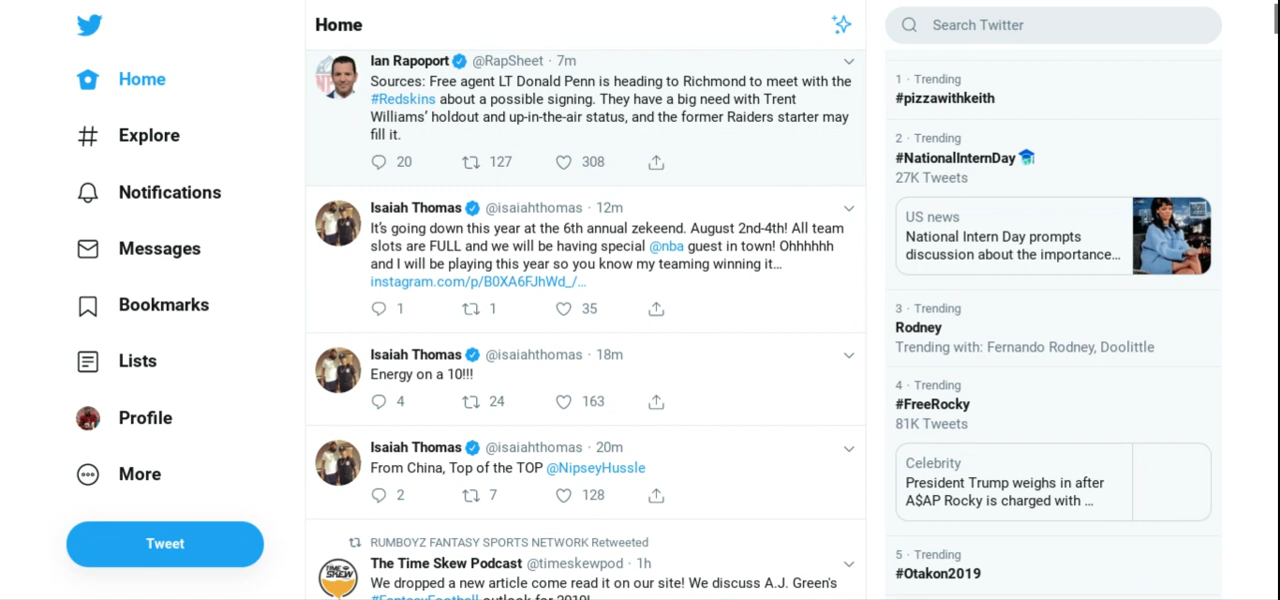 Home
Explore
Notifications
Messages
Bookmarks
Lists
Profile
More
Tweet
Home
Ian Rapoport @RapSheet · 7m
Sources: Free agent LT Donald Penn is heading to Richmond to meet with the
#Redskins about a possible signing. They have a big need with Trent
Williams’ holdout and up-in-the-air status, and the former Raiders starter may
fill it.
20 127 308
Isaiah Thomas @isaiahthomas · 12m
It’s going down this year at the 6th annual zekeend. August 2nd-4th! All team
slots are FULL and we will be having special @nba guest in town! Ohhhhhh
and I will be playing this year so you know my teaming winning it…
instagram.com/p/B0XA6FJhWd_/…
1 1 35
Isaiah Thomas @isaiahthomas · 18m
Energy on a 10!!!
4 24 163
Isaiah Thomas @isaiahthomas · 20m
From China, Top of the TOP @NipseyHussle
2 7 128
RUMBOYZ FANTASY SPORTS NETWORK Retweeted
TIME SKEW
The Time Skew Podcast @timeskewpod · 1h
We dropped a new article come read it on our site! We discuss A.J. Green's
#FantasyFootball outlook for 2019!
Search Twitter
1 · Trending
#pizzawithkeith
2 · Trending
#NationalInternDay
27K Tweets
US news
National Intern Day prompts
discussion about the importance…
3 · Trending
Rodney
Trending with: Fernando Rodney, Doolittle
4 · Trending
#FreeRocky
81K Tweets
Celebrity
President Trump weighs in after
A$AP Rocky is charged with …
5 · Trending
#Otakon2019